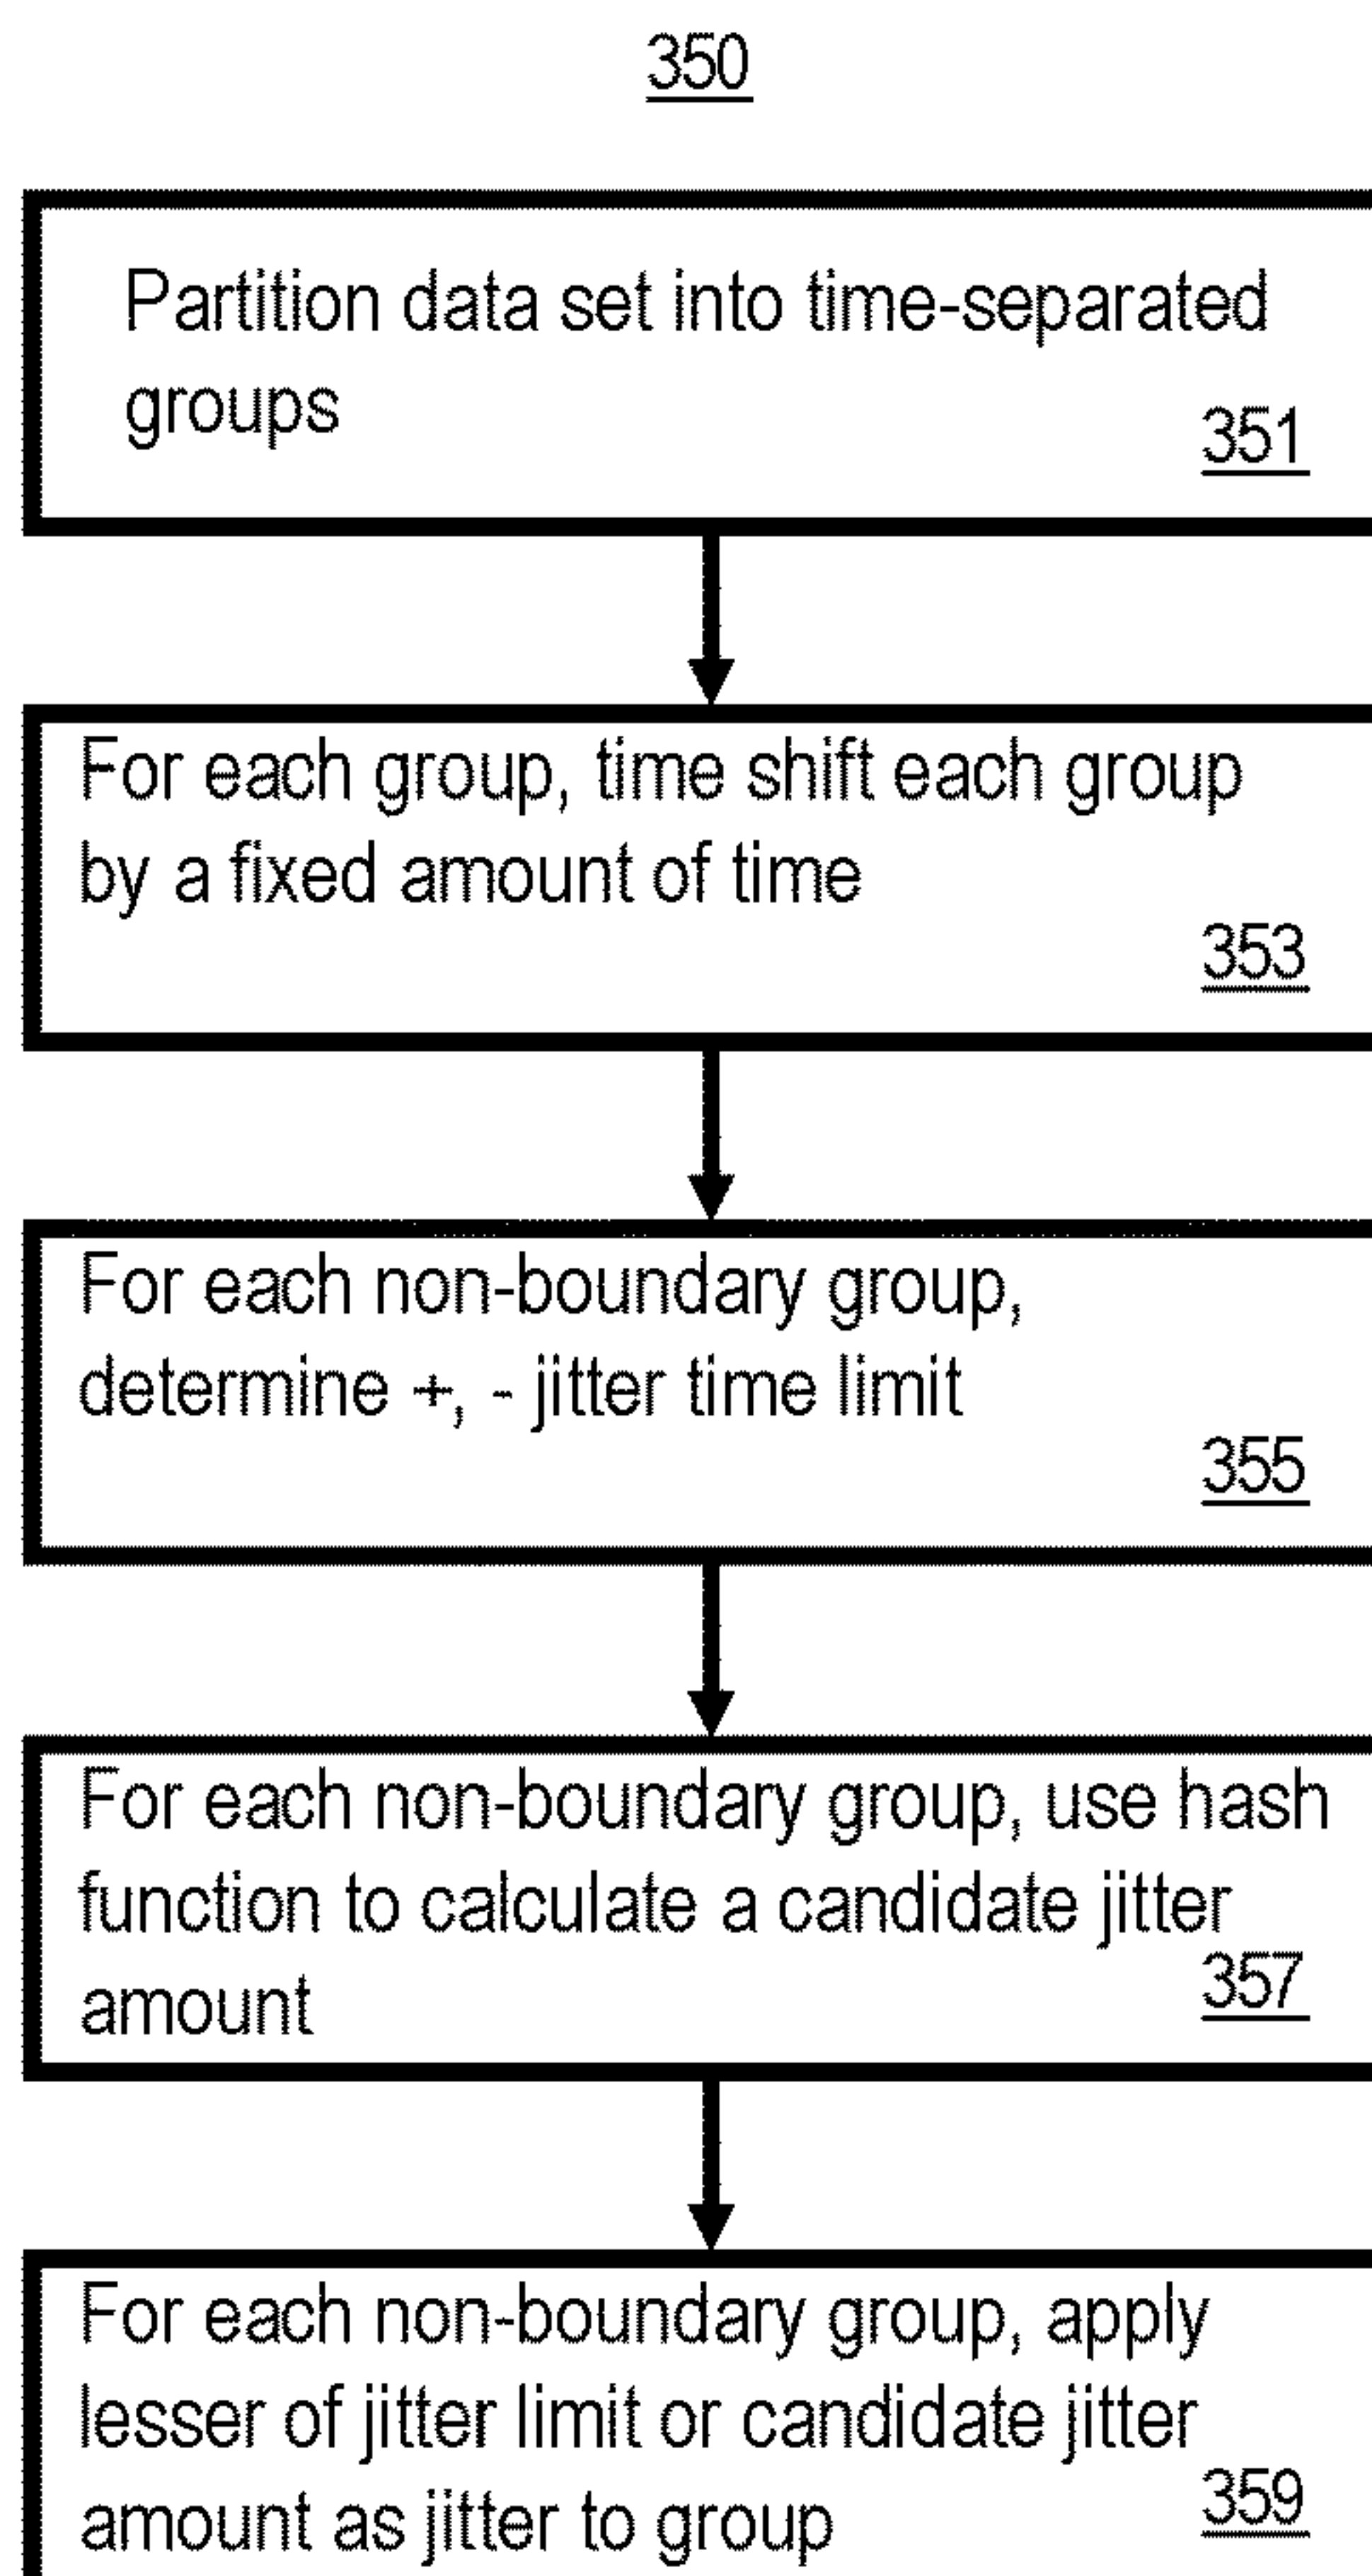 350
Partition data set into time-separated
groups
351
For each group, time shift each group
by a fixed amount of time
353
For each non-boundary group,
determine +, - jitter time limit
355
For each non-boundary group, use hash
function to calculate a candidate jitter
amount
357
For each non-boundary group, apply
lesser of jitter limit or candidate jitter
amount as jitter to group
359